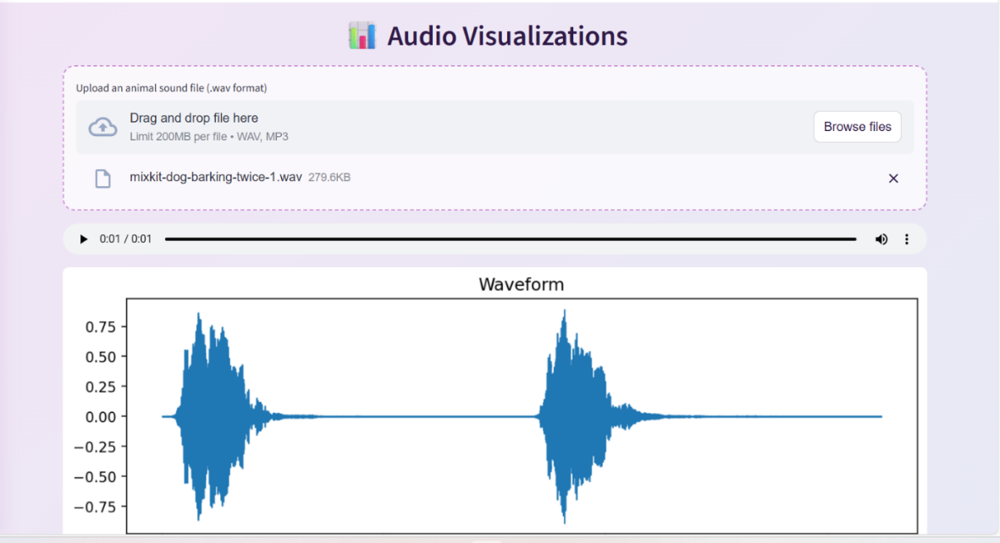 📊 Audio Visualizations
Upload an animal sound file (.wav format)
Drag and drop file here
Limit 200MB per file • WAV, MP3
Browse files
mixkit-dog-barking-twice-1.wav 279.6KB
0:01 / 0:01
Waveform
0.75
0.50
0.25
0.00
−0.25
−0.50
−0.75